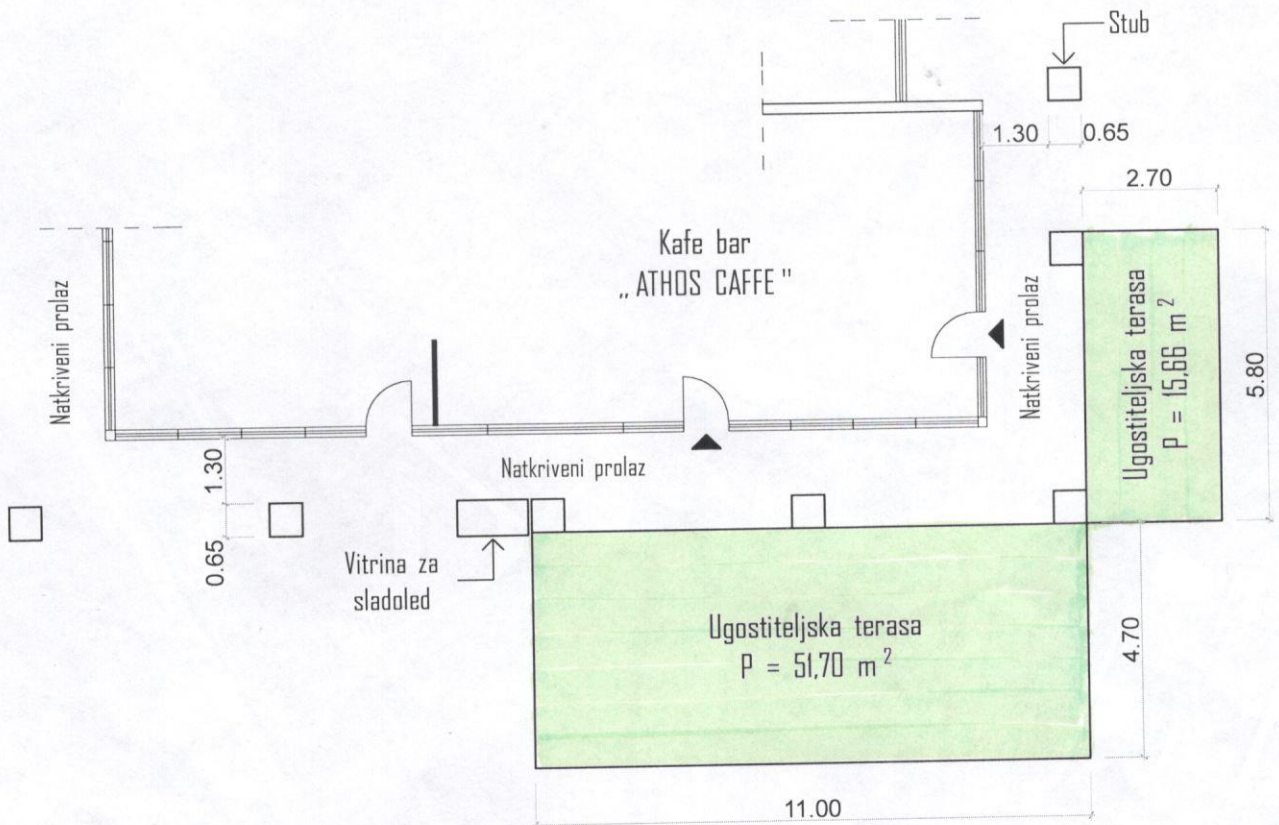 Stub
1.30
0.65
2.70
Kafe bar
„ ATHOS CAFFE "
Natkriveni prolaz
Natkriveni prolaz
Ugostiteljska terasa
P = 15,66 m²
5.80
1.30
0.65
Natkriveni prolaz
Vitrina za
sladoled
Ugostiteljska terasa
P = 51,70 m²
4.70
11.00